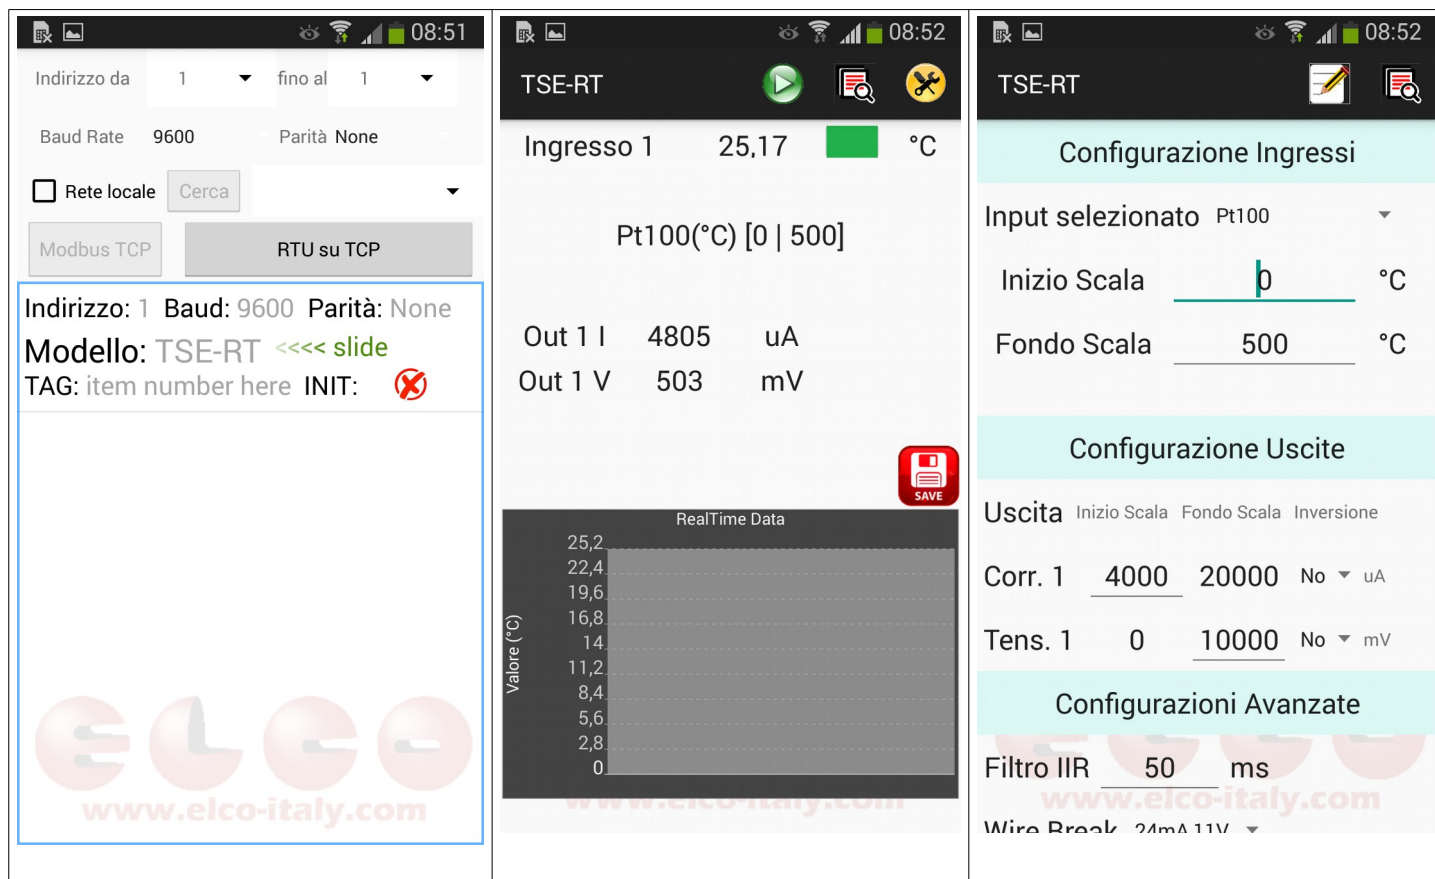 08:51
Indirizzo da 1 fino al 1
Baud Rate 9600 Parità None
Rete locale Cerca
Modbus TCP RTU su TCP
Indirizzo: 1 Baud: 9600 Parità: None
Modello: TSE-RT <<<< slide
TAG: item number here INIT:
elco
www.elco-italy.com
08:52
TSE-RT
Ingresso 1 25,17 °C
Pt100(°C) [0 | 500]
Out 1 I 4805 uA
Out 1 V 503 mV
SAVE
RealTime Data
Valore (°C)
25,2
22,4
19,6
16,8
14
11,2
8,4
5,6
2,8
0
www.elco-italy.com
08:52
TSE-RT
Configurazione Ingressi
Input selezionato Pt100
Inizio Scala 0 °C
Fondo Scala 500 °C
Configurazione Uscite
Uscita Inizio Scala Fondo Scala Inversione
Corr. 1 4000 20000 No uA
Tens. 1 0 10000 No mV
Configurazioni Avanzate
Filtro IIR 50 ms
www.elco-italy.com
Wire Break 24mA 11V